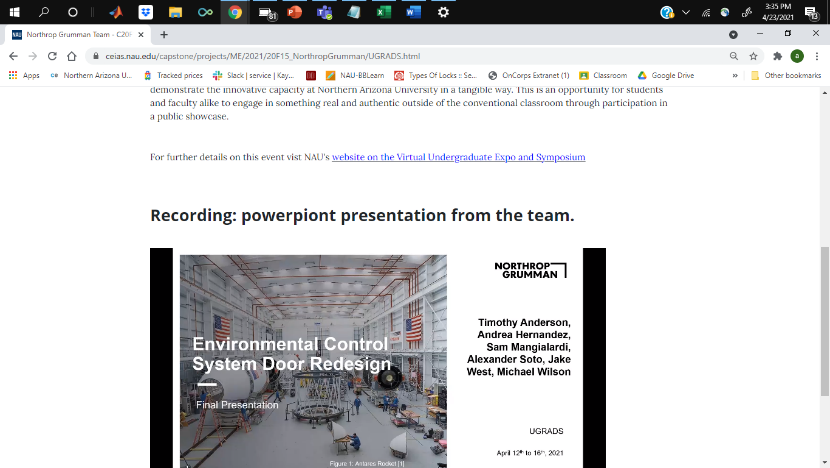 3:35 PM
4/23/2021
81
13
Northrop Grumman Team - CZ0
ceias.nau.edu/capstone/projects/ME/2021/20F15_NorthropGrumman/UGRADS.html
a
Apps
Northern Arizona U...
Tracked prices
Slack | service | Kay...
NAU-BBLearn
Types Of Locks :: Se...
OnCorps Extranet (1)
Classroom
Google Drive
»
Other bookmarks
demonstrate the innovative capacity at Northern Arizona University in a tangible way. This is an opportunity for students
and faculty alike to engage in something real and authentic outside of the conventional classroom through participation in
a public showcase.
For further details on this event vist NAU's website on the Virtual Undergraduate Expo and Symposium
Recording: powerpiont presentation from the team.
Environmental Control
System Door Redesign
Final Presentation
Figure 1: Antares Rocket [1]
NORTHROP
GRUMMAN
Timothy Anderson,
Andrea Hernandez,
Sam Mangialardi,
Alexander Soto, Jake
West, Michael Wilson
UGRADS
April 12th to 16th, 2021